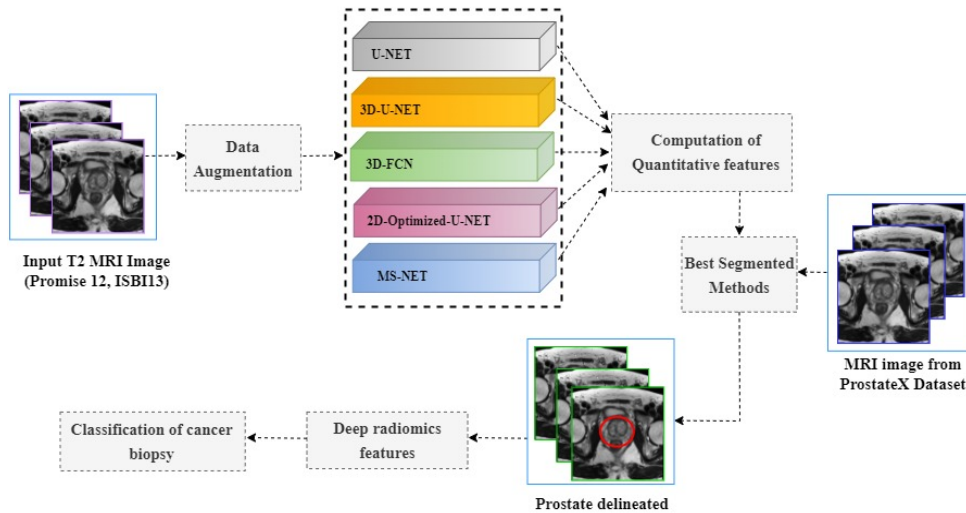 U-NET
3D-U-NET
3D-FCN
2D-Optimized-U-NET
MS-NET
Data
Augmentation
Input T2 MRI Image
(Promise 12, ISBI13)
Computation of
Quantitative features
Best Segmented
Methods
MRI image from
ProstateX Dataset
Prostate delineated
Deep radiomics
features
Classification of cancer
biopsy